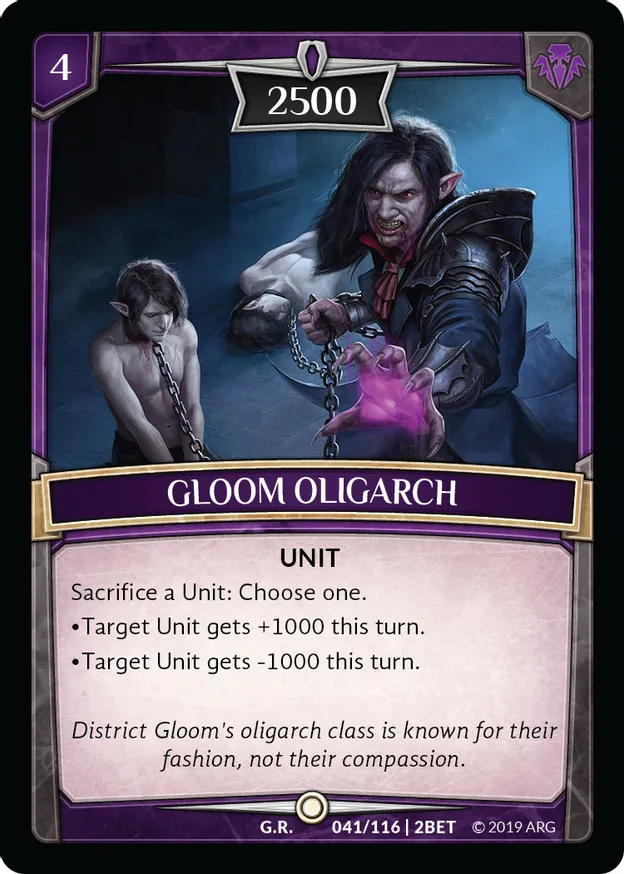 4
2500
GLOOM OLIGARCH
UNIT
Sacrifice a Unit: Choose one.
•Target Unit gets +1000 this turn.
•Target Unit gets -1000 this turn.
District Gloom's oligarch class is known for their
fashion, not their compassion.
G.R. 041/116 | 2BET © 2019 ARG